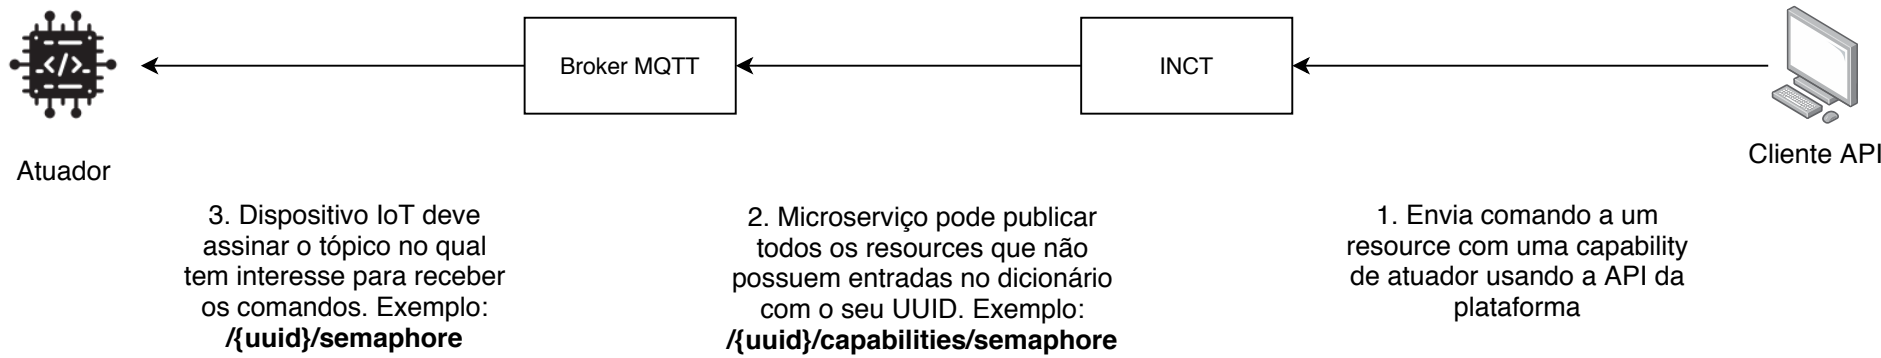 Broker MQTT
INCT
Atuador
Cliente API
3. Dispositivo IoT deve
assinar o tópico no qual
tem interesse para receber
os comandos. Exemplo:
/{uuid}/semaphore
2. Microserviço pode publicar
todos os resources que não
possuem entradas no dicionário
com o seu UUID. Exemplo:
/{uuid}/capabilities/semaphore
1. Envia comando a um
resource com uma capability
de atuador usando a API da
plataforma